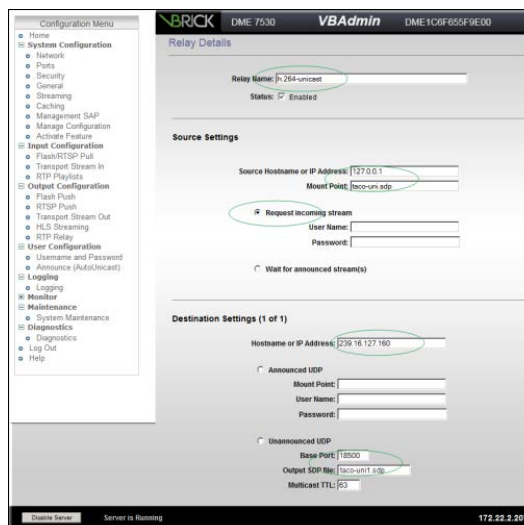 Configuration Menu
Home
System Configuration
Network
Ports
Security
General
Streaming
Caching
Management SAP
Manage Configuration
Activate Feature
Input Configuration
Flash/RTSP Pull
Transport Stream In
RTP Playlists
Output Configuration
Flash Push
RTSP Push
Transport Stream Out
HLS Streaming
RTP Relay
User Configuration
Username and Password
Announce (AutoUnicast)
Logging
Logging
Monitor
Maintenance
System Maintenance
Diagnostics
Diagnostics
Log Out
Help
VBRICK DME 7530 VBAdmin DME1C6F655F9E00
Relay Details
Relay Name: h.264-unicast
Status: Enabled
Source Settings
Source Hostname or IP Address: 127.0.0.1
Mount Point: taco-uni.sdp
Request incoming stream
User Name:
Password:
Wait for announced stream(s)
Destination Settings (1 of 1)
Hostname or IP Address: 239.16.127.160
Announced UDP
Mount Point:
User Name:
Password:
Unannounced UDP
Base Port: 18500
Output SDP file: taco-uni1.sdp
Multicast TTL: 63
Disable Server Server is Running